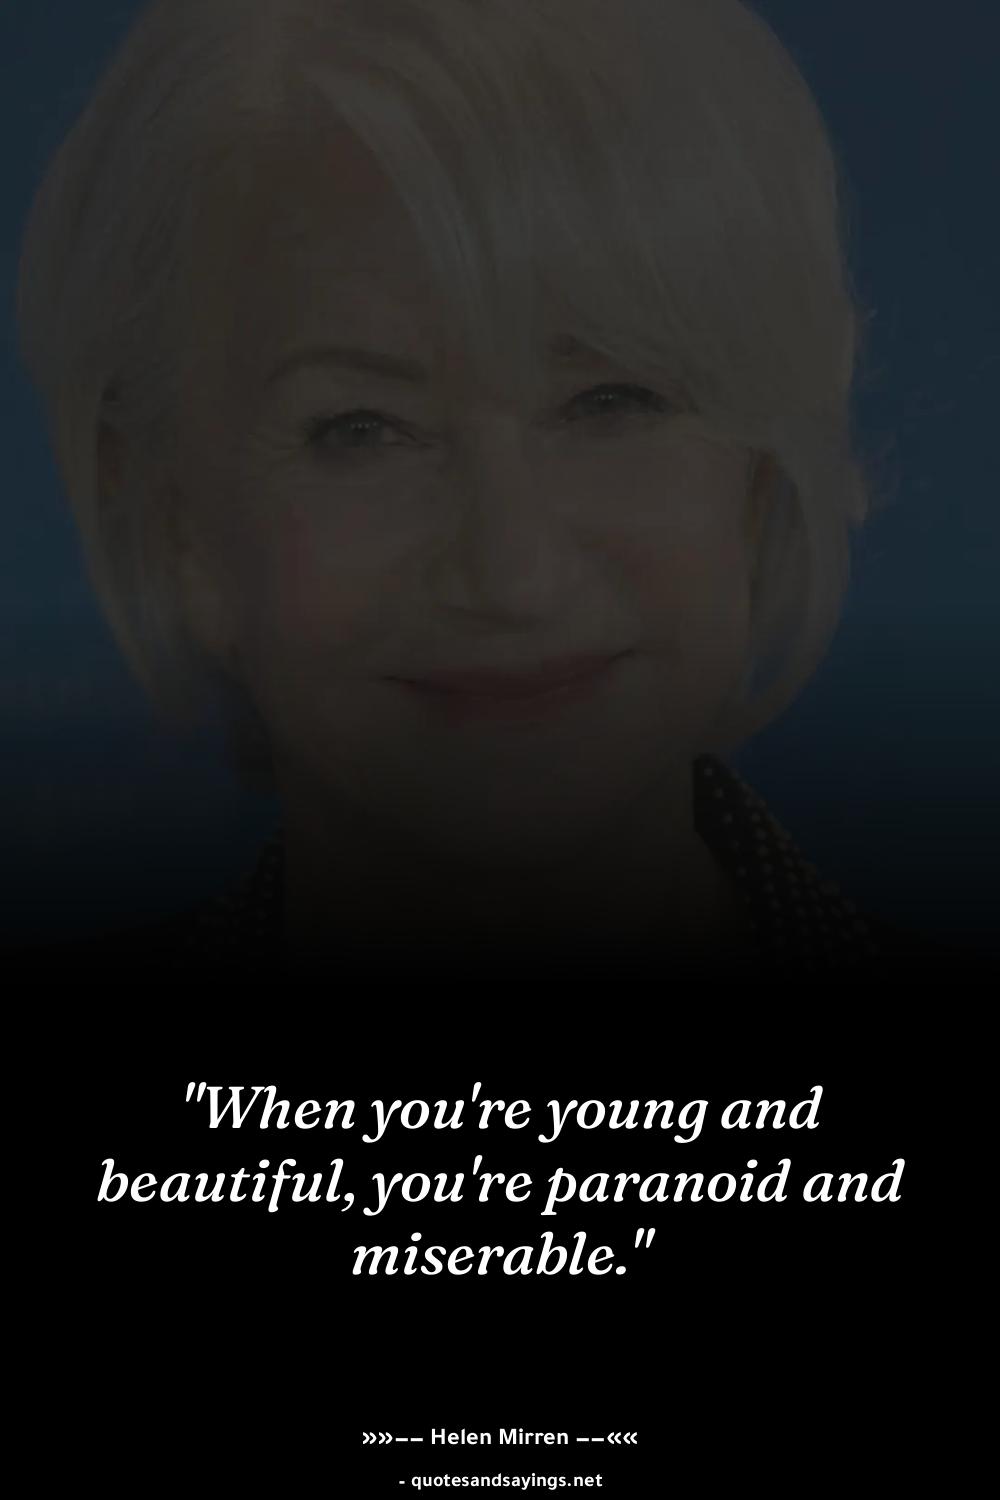 "When you're young and
beautiful, you're paranoid and
miserable."
»»–– Helen Mirren ––««
- quotesandsayings.net